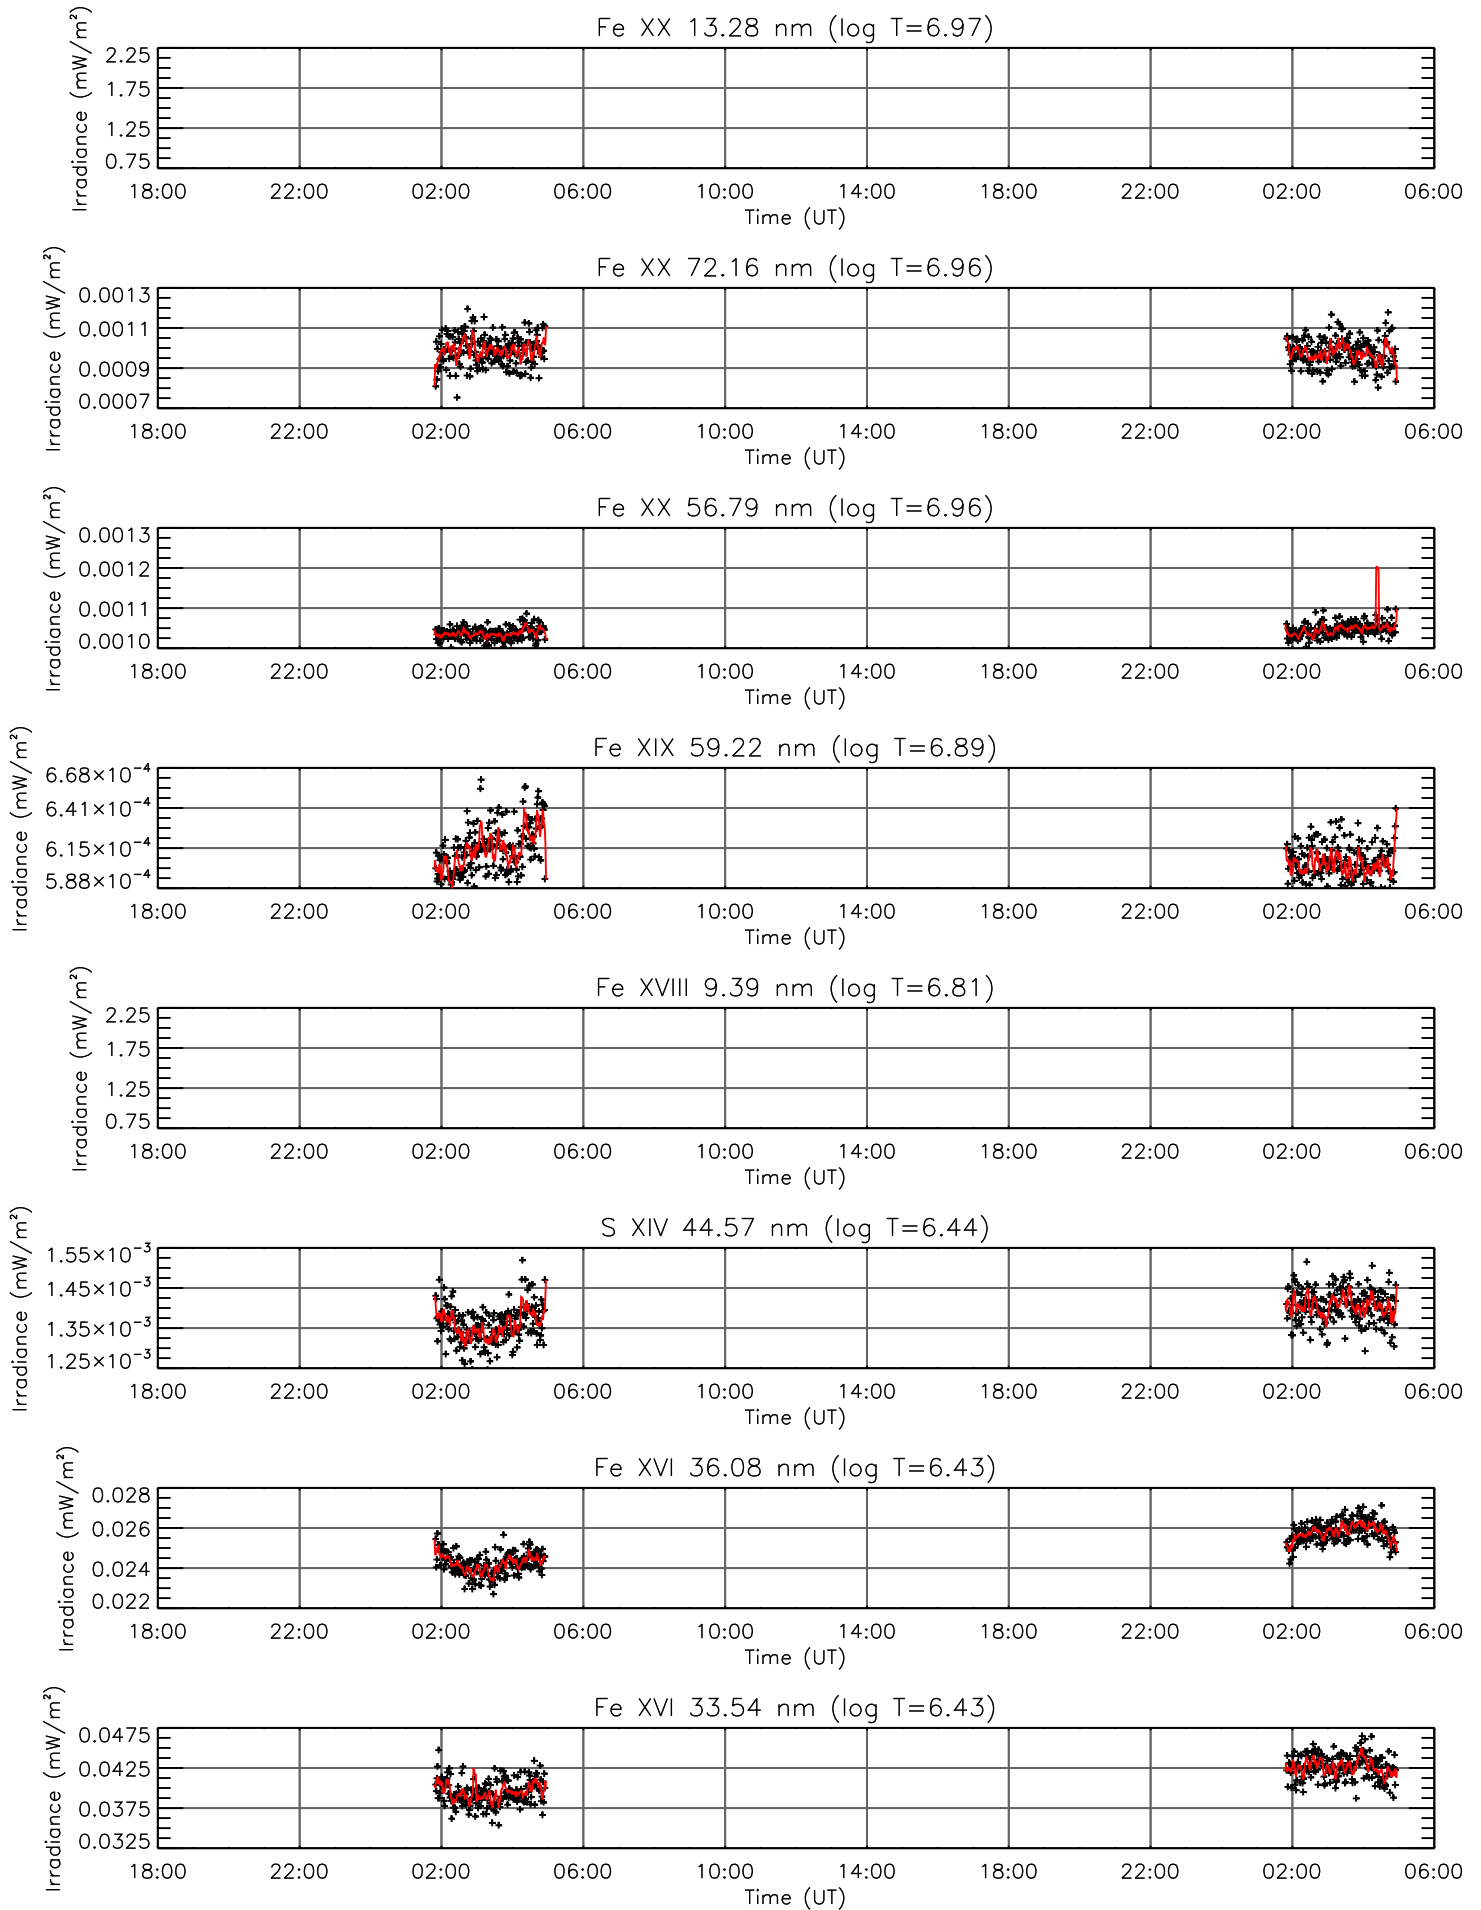 Fe XX 13.28 nm (log T=6.97)
Irradiance (mW/m²)
2.25
1.75
1.25
0.75
18:00 22:00 02:00 06:00 10:00 14:00 18:00 22:00 02:00 06:00
Time (UT)
Fe XX 72.16 nm (log T=6.96)
Irradiance (mW/m²)
0.0013
0.0011
0.0009
0.0007
18:00 22:00 02:00 06:00 10:00 14:00 18:00 22:00 02:00 06:00
Time (UT)
Fe XX 56.79 nm (log T=6.96)
Irradiance (mW/m²)
0.0013
0.0012
0.0011
0.0010
18:00 22:00 02:00 06:00 10:00 14:00 18:00 22:00 02:00 06:00
Time (UT)
Fe XIX 59.22 nm (log T=6.89)
Irradiance (mW/m²)
6.68×10⁻⁴
6.41×10⁻⁴
6.15×10⁻⁴
5.88×10⁻⁴
18:00 22:00 02:00 06:00 10:00 14:00 18:00 22:00 02:00 06:00
Time (UT)
Fe XVIII 9.39 nm (log T=6.81)
Irradiance (mW/m²)
2.25
1.75
1.25
0.75
18:00 22:00 02:00 06:00 10:00 14:00 18:00 22:00 02:00 06:00
Time (UT)
S XIV 44.57 nm (log T=6.44)
Irradiance (mW/m²)
1.55×10⁻³
1.45×10⁻³
1.35×10⁻³
1.25×10⁻³
18:00 22:00 02:00 06:00 10:00 14:00 18:00 22:00 02:00 06:00
Time (UT)
Fe XVI 36.08 nm (log T=6.43)
Irradiance (mW/m²)
0.028
0.026
0.024
0.022
18:00 22:00 02:00 06:00 10:00 14:00 18:00 22:00 02:00 06:00
Time (UT)
Fe XVI 33.54 nm (log T=6.43)
Irradiance (mW/m²)
0.0475
0.0425
0.0375
0.0325
18:00 22:00 02:00 06:00 10:00 14:00 18:00 22:00 02:00 06:00
Time (UT)